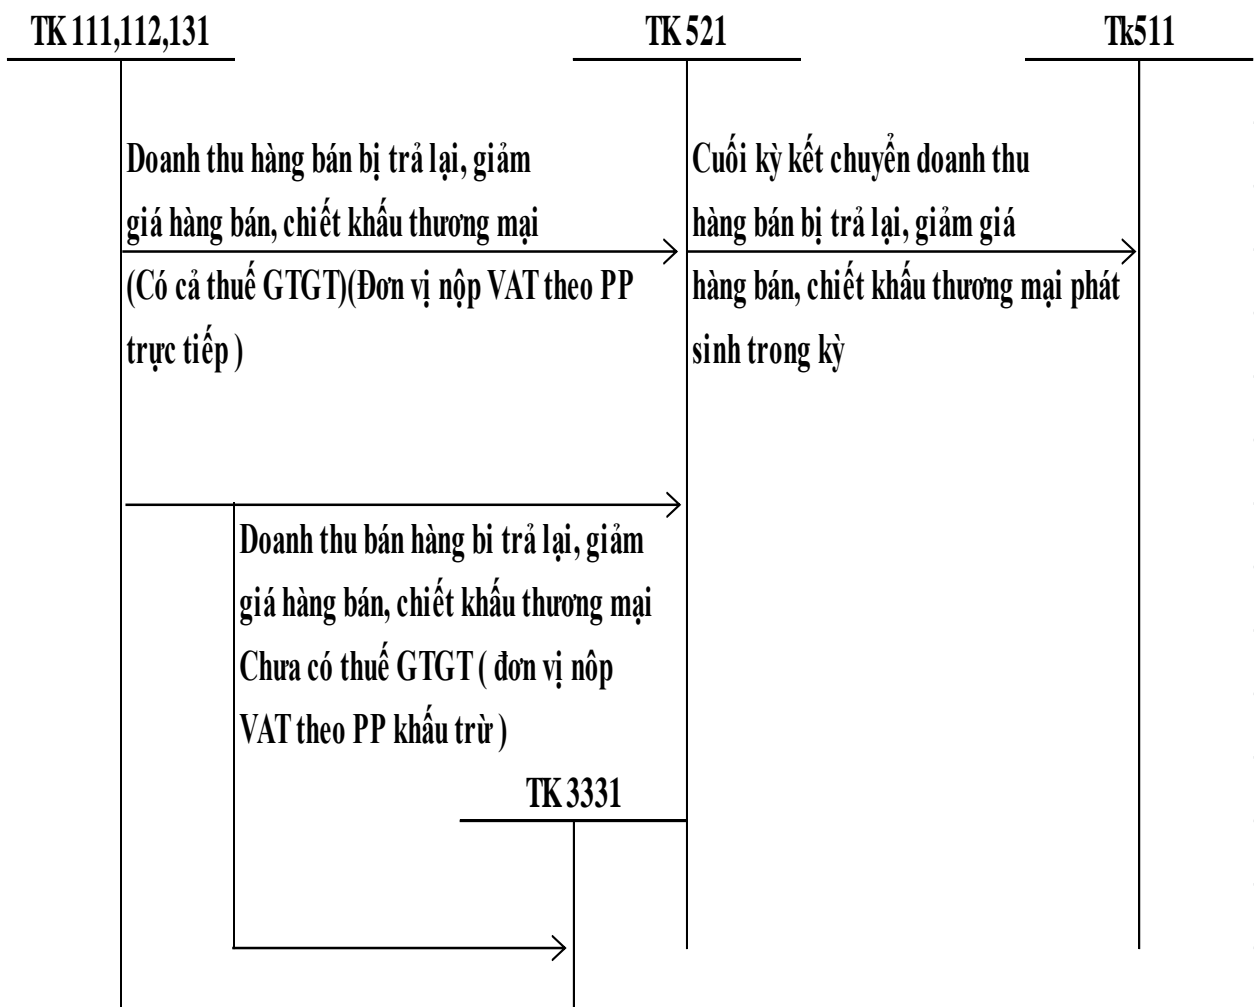 TK 111,112,131
TK 521
Tk511
Doanh thu hàng bán bị trả lại, giảm
giá hàng bán, chiết khấu thương mại
(Có cả thuế GTGT)(Đơn vị nộp VAT theo PP
trực tiếp )
Cuối kỳ kết chuyển doanh thu
hàng bán bị trả lại, giảm giá
hàng bán, chiết khấu thương mại phát
sinh trong kỳ
Doanh thu bán hàng bi trả lại, giảm
giá hàng bán, chiết khấu thương mại
Chưa có thuế GTGT ( đơn vị nôp
VAT theo PP khấu trừ )
TK 3331